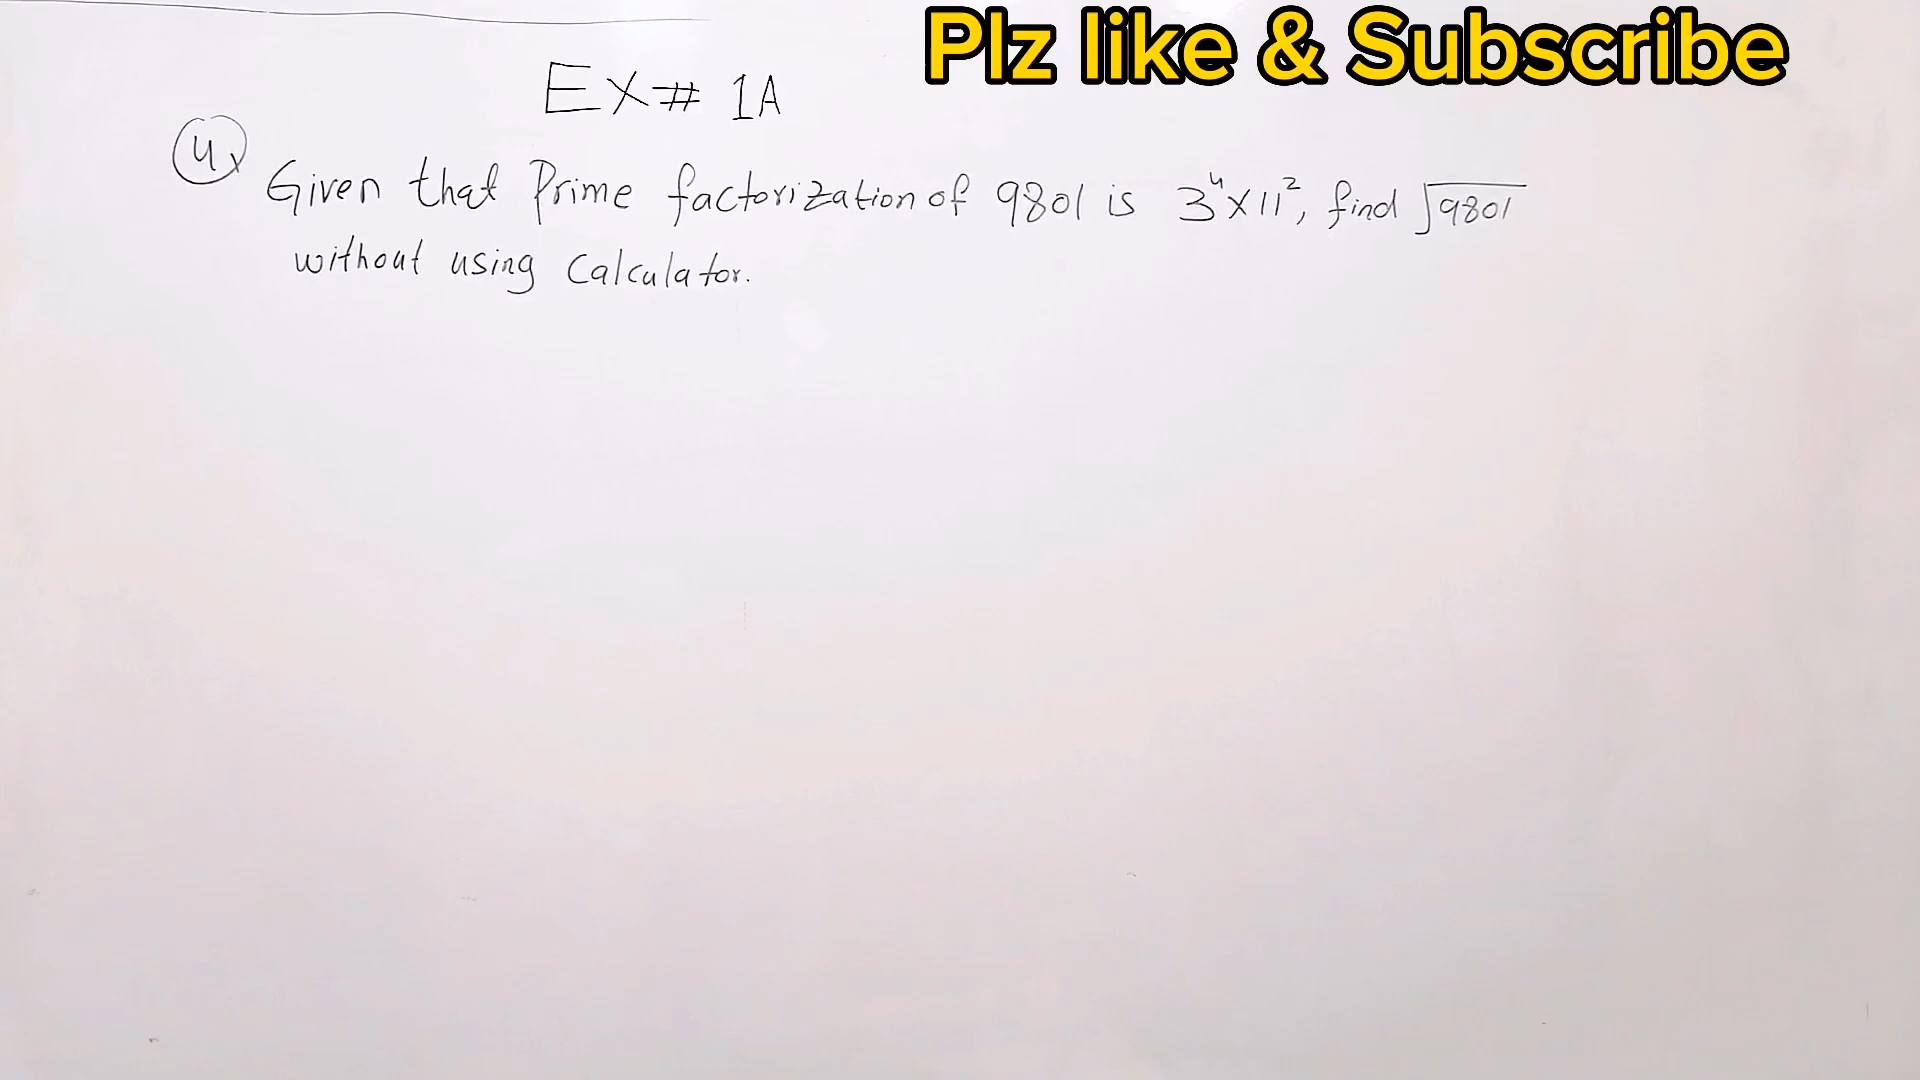 Plz like & Subscribe
EX# 1A
4 Given that Prime factorization of 9801 is 3⁴×11², find √9801
without using Calculator.